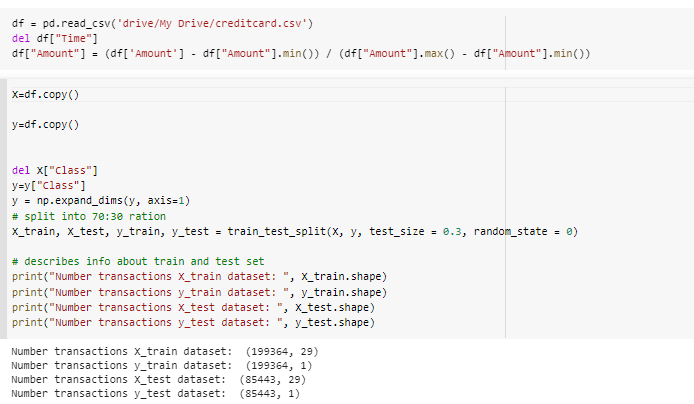 df = pd.read_csv('drive/My Drive/creditcard.csv')
del df["Time"]
df["Amount"] = (df['Amount'] - df["Amount"].min()) / (df["Amount"].max() - df["Amount"].min())
X=df.copy()
y=df.copy()
del X["Class"]
y=y["Class"]
y = np.expand_dims(y, axis=1)
# split into 70:30 ration
X_train, X_test, y_train, y_test = train_test_split(X, y, test_size = 0.3, random_state = 0)
# describes info about train and test set
print("Number transactions X_train dataset: ", X_train.shape)
print("Number transactions y_train dataset: ", y_train.shape)
print("Number transactions X_test dataset: ", X_test.shape)
print("Number transactions y_test dataset: ", y_test.shape)
Number transactions X_train dataset:  (199364, 29)
Number transactions y_train dataset:  (199364, 1)
Number transactions X_test dataset:  (85443, 29)
Number transactions y_test dataset:  (85443, 1)